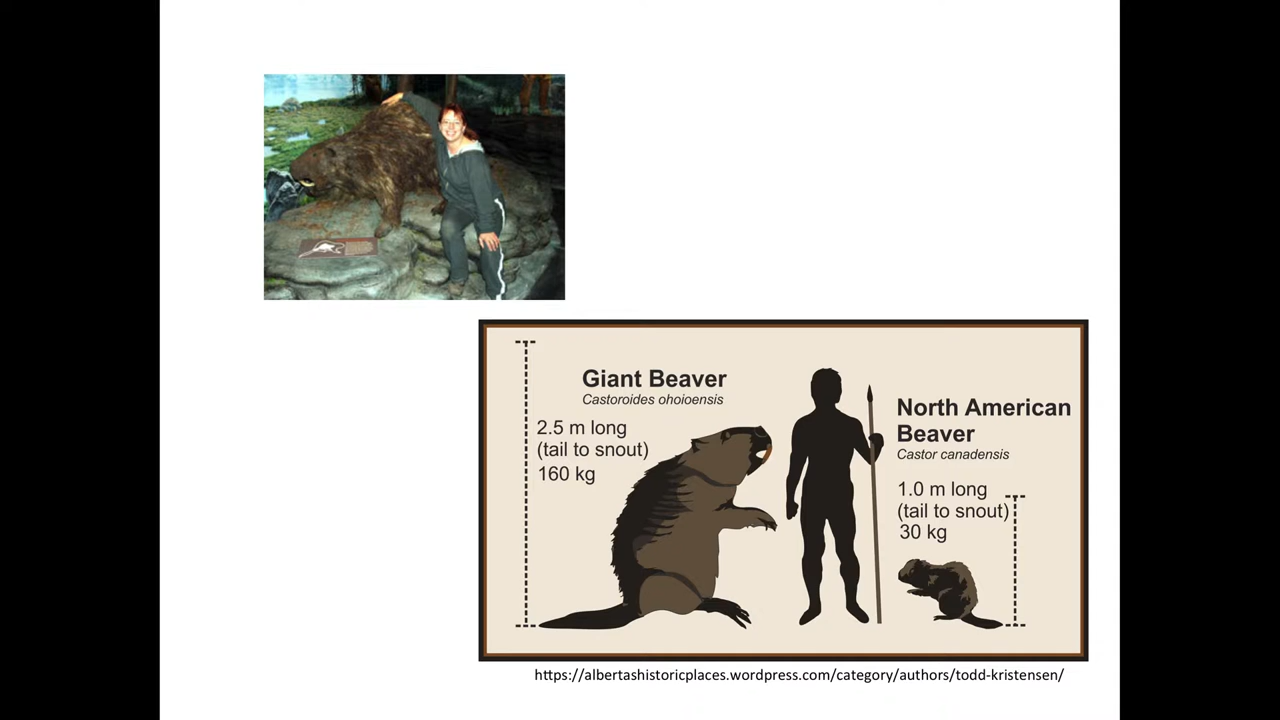 Giant Beaver
Castoroides ohoioensis
2.5 m long
(tail to snout)
160 kg
North American
Beaver
Castor canadensis
1.0 m long
(tail to snout)
30 kg
https://albertashistoricplaces.wordpress.com/category/authors/todd-kristensen/